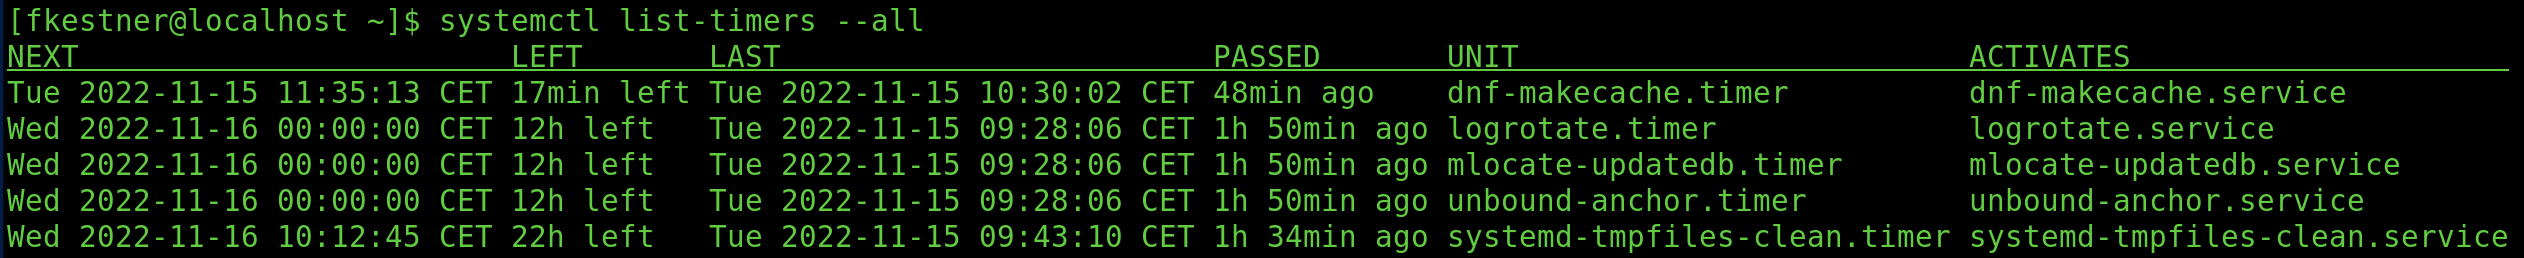 [fkestner@localhost ~]$ systemctl list-timers --all
NEXT                        LEFT       LAST                        PASSED       UNIT                         ACTIVATES
Tue 2022-11-15 11:35:13 CET 17min left Tue 2022-11-15 10:30:02 CET 48min ago    dnf-makecache.timer          dnf-makecache.service
Wed 2022-11-16 00:00:00 CET 12h left   Tue 2022-11-15 09:28:06 CET 1h 50min ago logrotate.timer              logrotate.service
Wed 2022-11-16 00:00:00 CET 12h left   Tue 2022-11-15 09:28:06 CET 1h 50min ago mlocate-updatedb.timer       mlocate-updatedb.service
Wed 2022-11-16 00:00:00 CET 12h left   Tue 2022-11-15 09:28:06 CET 1h 50min ago unbound-anchor.timer         unbound-anchor.service
Wed 2022-11-16 10:12:45 CET 22h left   Tue 2022-11-15 09:43:10 CET 1h 34min ago systemd-tmpfiles-clean.timer systemd-tmpfiles-clean.service